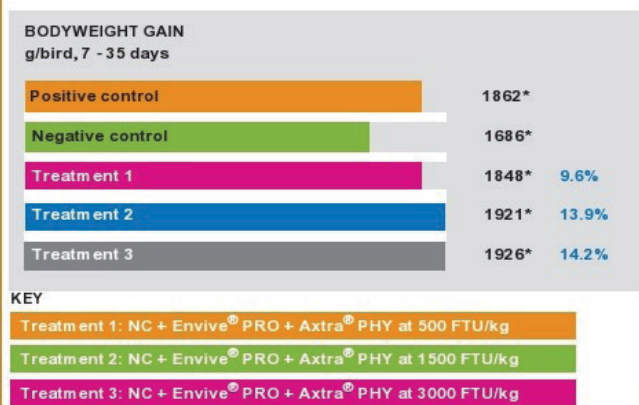 BODYWEIGHT GAIN
g/bird, 7 - 35 days
Positive control 1862*
Negative control 1686*
Treatment 1 1848* 9.6%
Treatment 2 1921* 13.9%
Treatment 3 1926* 14.2%
KEY
Treatment 1: NC + Envive® PRO + Axtra® PHY at 500 FTU/kg
Treatment 2: NC + Envive® PRO + Axtra® PHY at 1500 FTU/kg
Treatment 3: NC + Envive® PRO + Axtra® PHY at 3000 FTU/kg